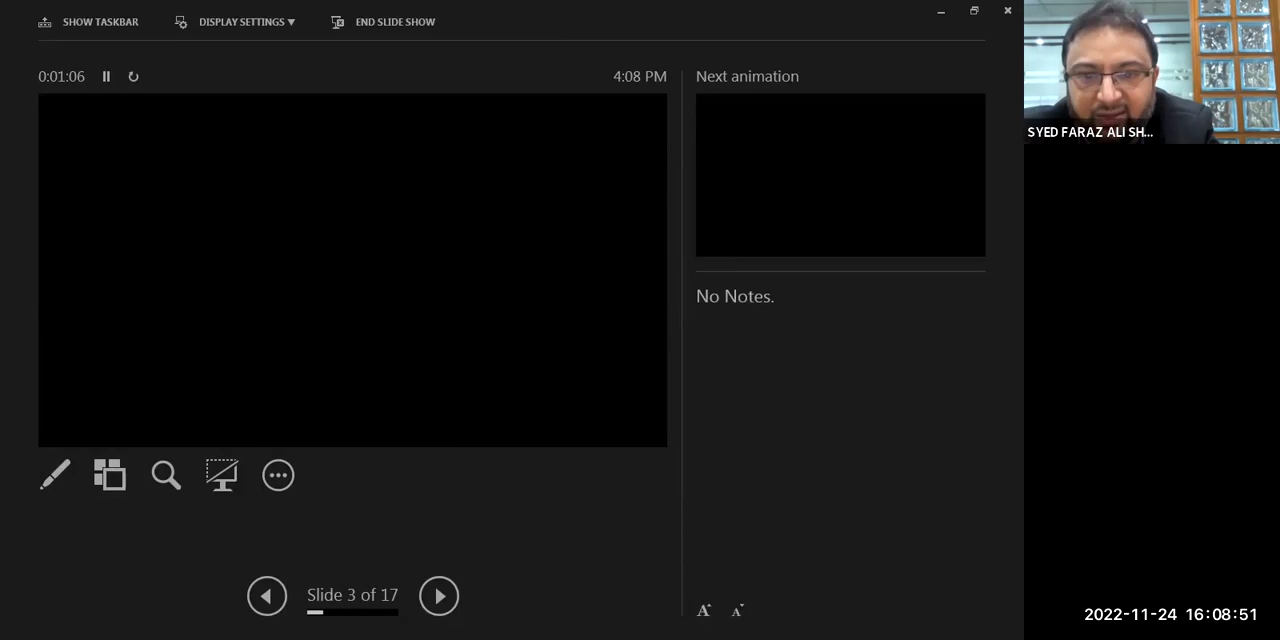 SHOW TASKBAR DISPLAY SETTINGS ▼ END SLIDE SHOW
0:01:06 4:08 PM Next animation
SYED FARAZ ALI SH...
No Notes.
Slide 3 of 17
A A
2022-11-24 16:08:51